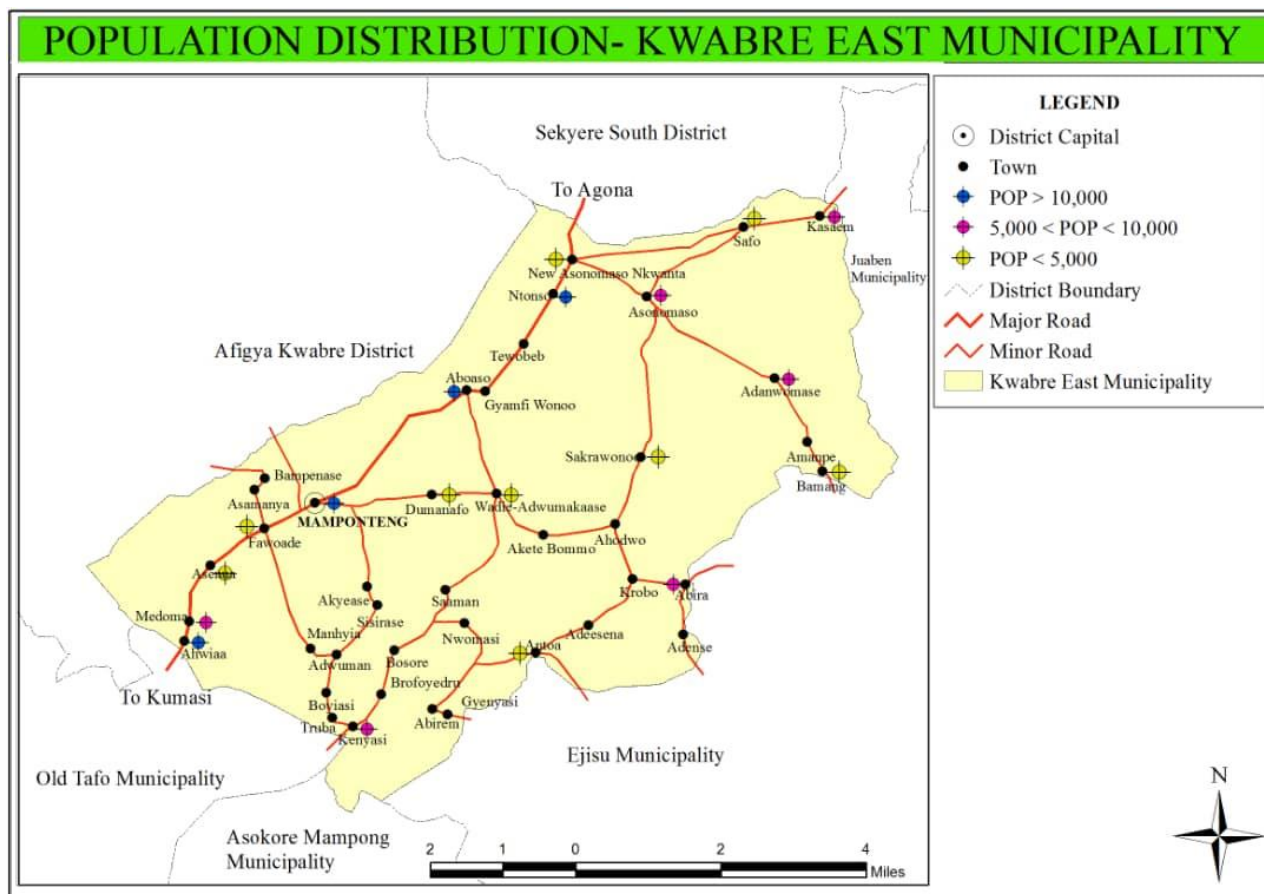 POPULATION DISTRIBUTION- KWABRE EAST MUNICIPALITY
Sekyere South District
To Agona
Safo
Kasaem
New Asonomaso Nkwanta
Juaben
Municipality
Ntonso
Asonomaso
Afigya Kwabre District
Tewobeb
Aboaso
Gyamfi Wonoo
Adanwomase
Sakrawono
Amanpe
Bamang
Bampenase
Asamanya
MAMPONTENG
Dumanafo
Wadie-Adwumakaase
Fawoade
Akete Bommo
Ahodwo
Asenua
Akyease
Sisirase
Saaman
Krobo
Abira
Medoma
Ahwiaa
Manhyia
Adwuman
Nwomasi
Adeesena
Antoa
Adense
Bosore
Brofoyedru
To Kumasi
Boyiasi
Truba
Kenyasi
Gyenyasi
Abirem
Old Tafo Municipality
Ejisu Municipality
Asokore Mampong
Municipality
2 1 0 2 4
Miles
LEGEND
District Capital
Town
POP > 10,000
5,000 < POP < 10,000
POP < 5,000
District Boundary
Major Road
Minor Road
Kwabre East Municipality
N